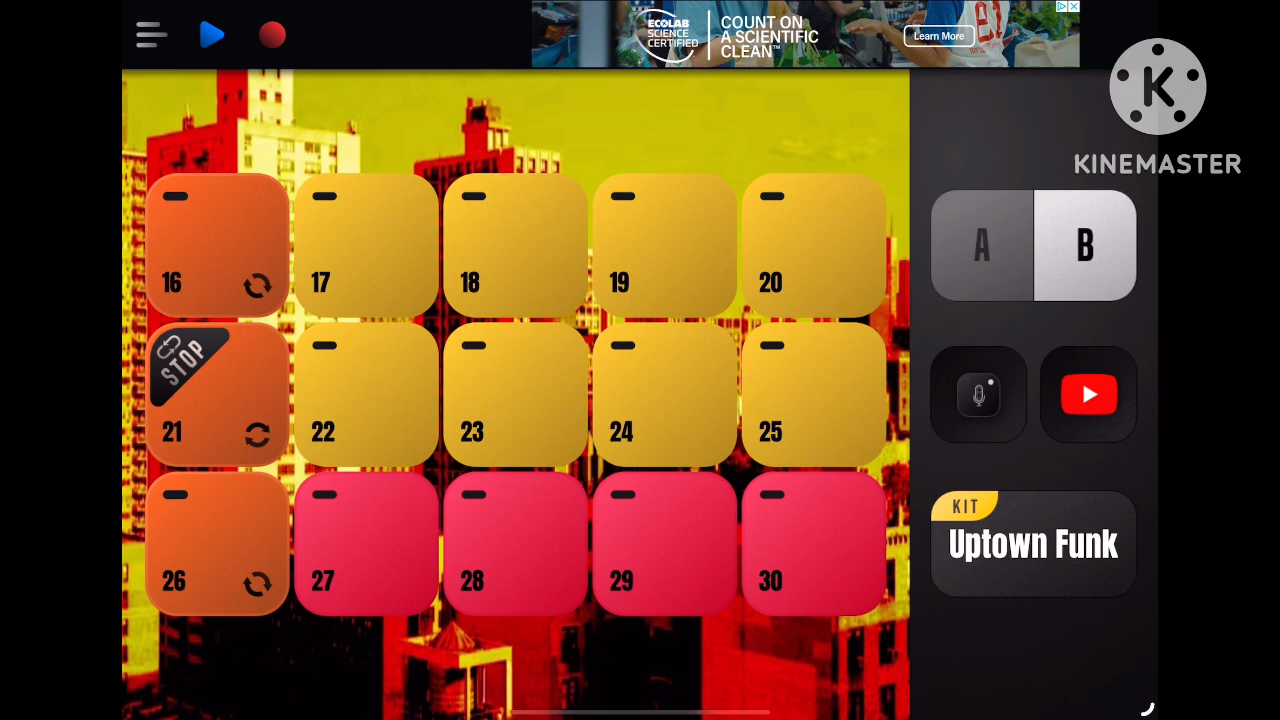 ECOLAB
SCIENCE
CERTIFIED
COUNT ON
A SCIENTIFIC
CLEAN™
Learn More
K
KINEMASTER
A
B
16
17
18
19
20
STOP
21
22
23
24
25
KIT
Uptown Funk
26
27
28
29
30